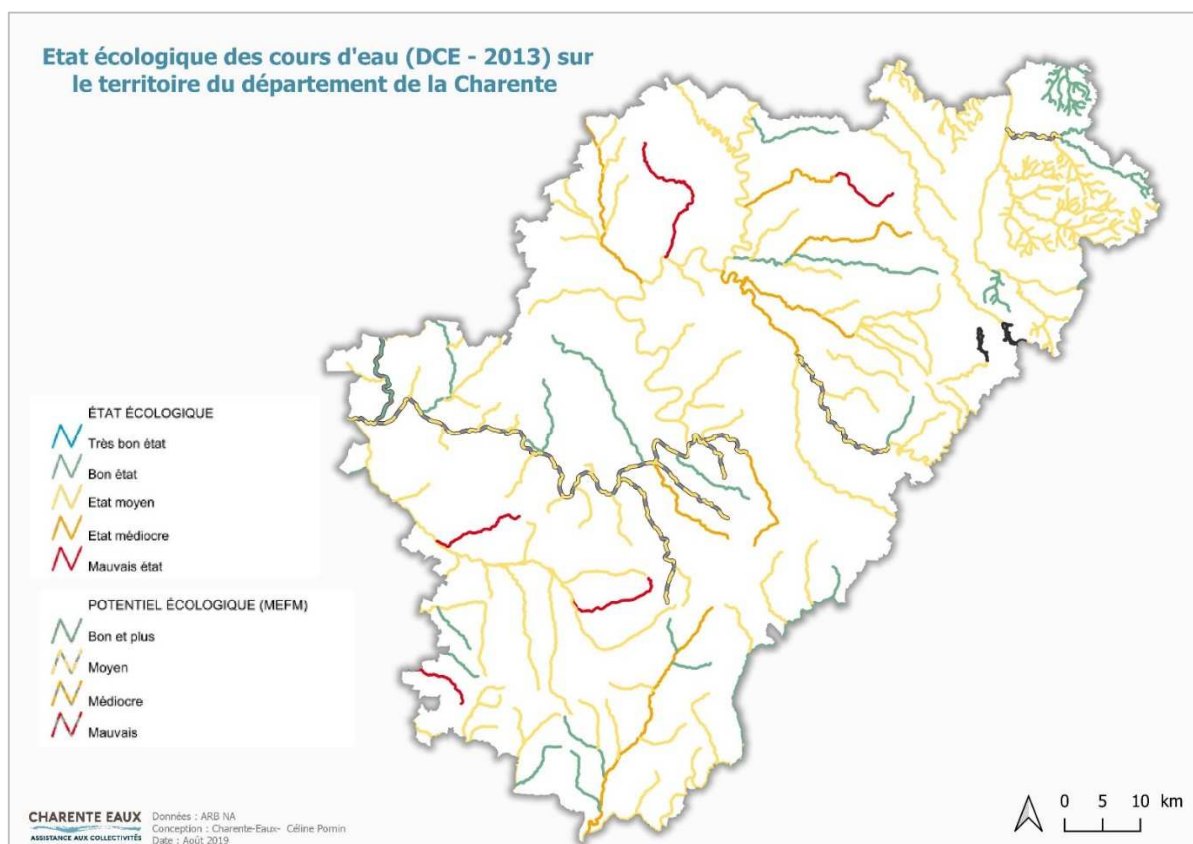 Etat écologique des cours d'eau (DCE - 2013) sur
le territoire du département de la Charente
ÉTAT ÉCOLOGIQUE
Très bon état
Bon état
Etat moyen
Etat médiocre
Mauvais état
POTENTIEL ÉCOLOGIQUE (MEFM)
Bon et plus
Moyen
Médiocre
Mauvais
CHARENTE EAUX
ASSISTANCE AUX COLLECTIVITÉS
Données : ARB NA
Conception : Charente-Eaux- Céline Pornin
Date : Août 2019
0 5 10 km